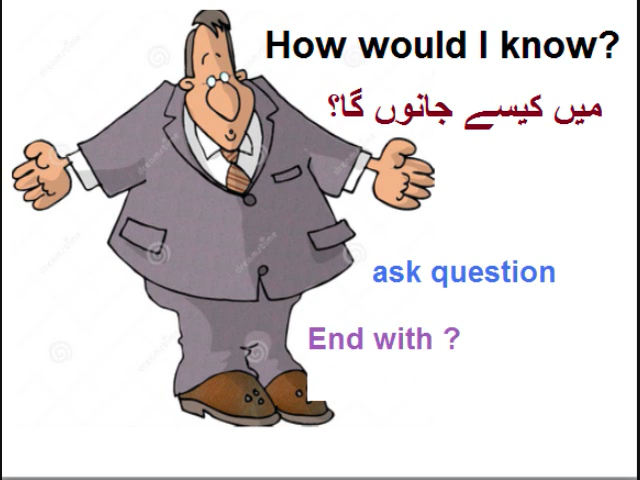 How would I know?
میں کیسے جانوں گا؟
ask question
End with ?